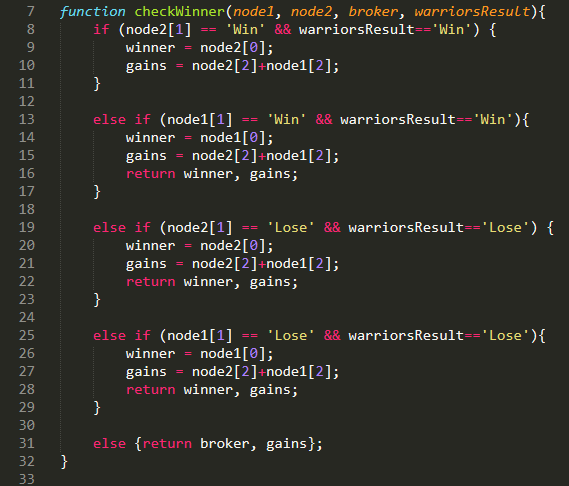 7 function checkWinner(node1, node2, broker, warriorsResult){
8 if (node2[1] == 'Win' && warriorsResult=='Win') {
9 winner = node2[0];
10 gains = node2[2]+node1[2];
11 }
12
13 else if (node1[1] == 'Win' && warriorsResult=='Win'){
14 winner = node1[0];
15 gains = node2[2]+node1[2];
16 return winner, gains;
17 }
18
19 else if (node2[1] == 'Lose' && warriorsResult=='Lose') {
20 winner = node2[0];
21 gains = node2[2]+node1[2];
22 return winner, gains;
23 }
24
25 else if (node1[1] == 'Lose' && warriorsResult=='Lose'){
26 winner = node1[0];
27 gains = node2[2]+node1[2];
28 return winner, gains;
29 }
30
31 else {return broker, gains};
32 }
33